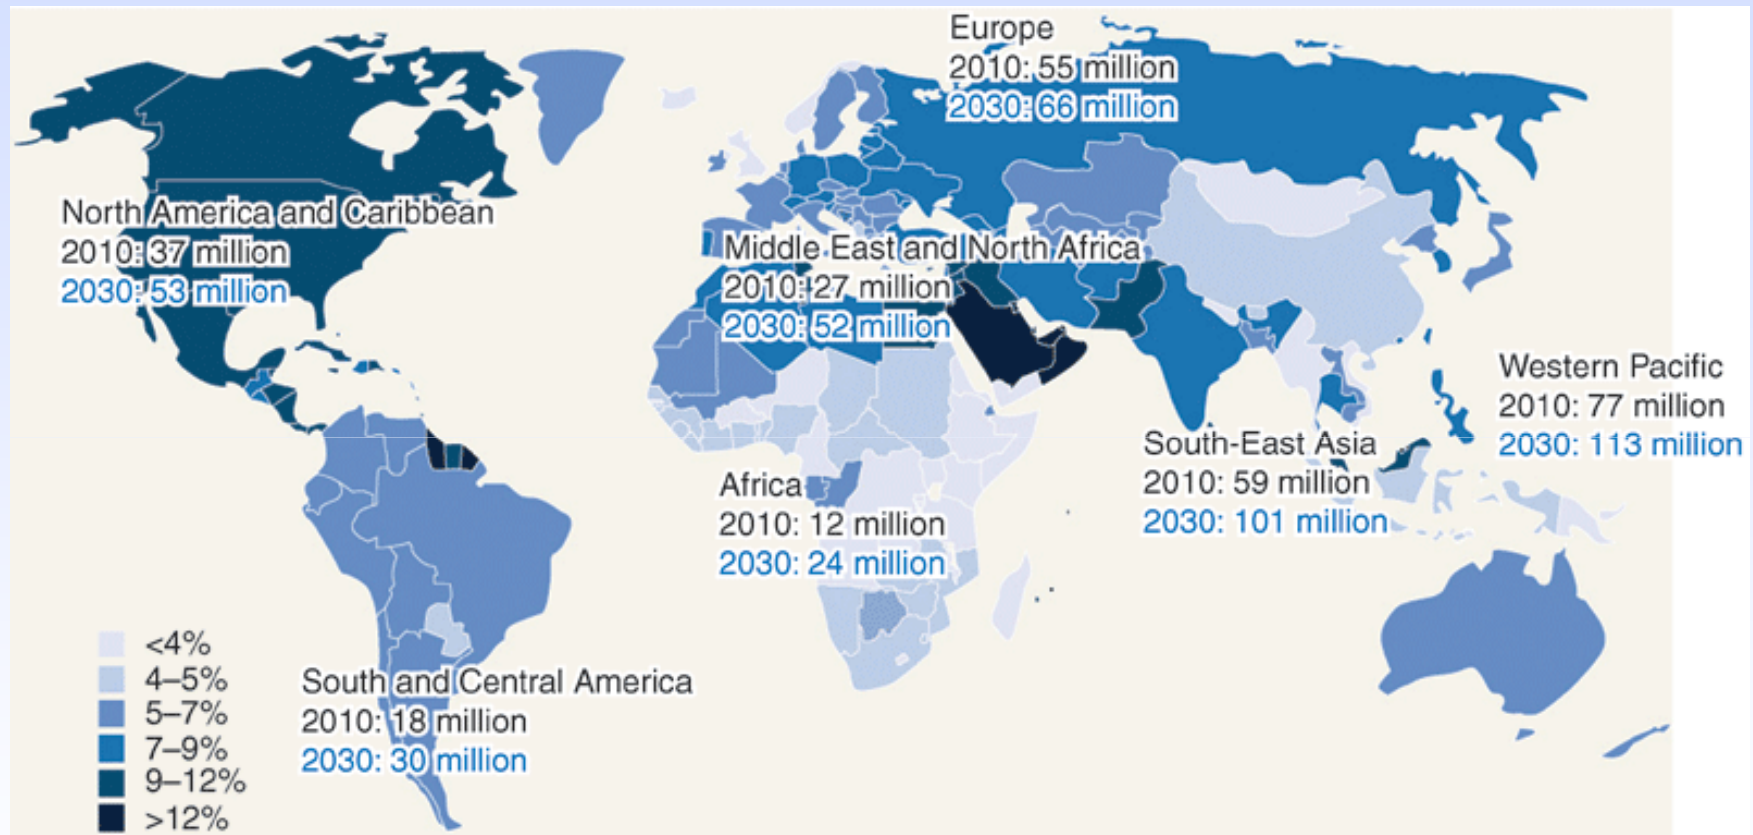 Europe
2010: 55 million
2030: 66 million
North America and Caribbean
2010: 37 million
2030: 53 million
Middle East and North Africa
2010: 27 million
2030: 52 million
Western Pacific
2010: 77 million
2030: 113 million
South-East Asia
2010: 59 million
2030: 101 million
Africa
2010: 12 million
2030: 24 million
South and Central America
2010: 18 million
2030: 30 million
<4%
4–5%
5–7%
7–9%
9–12%
>12%